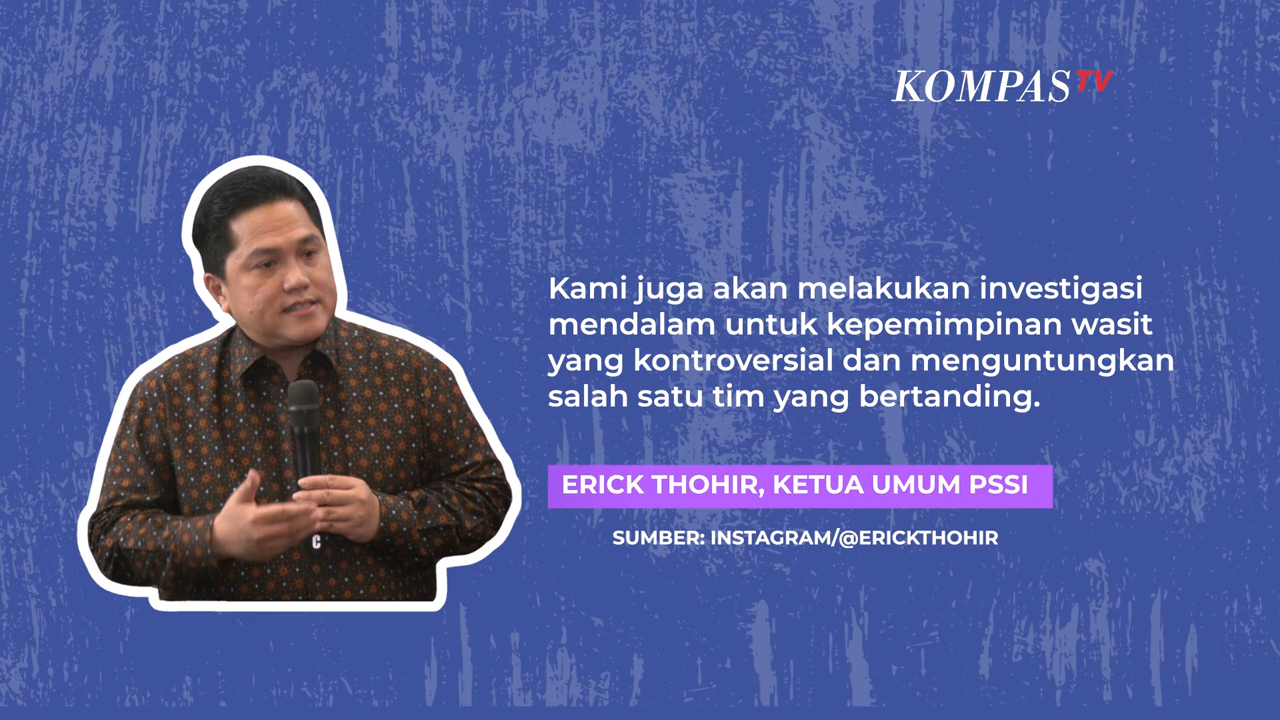 KOMPAS TV
Kami juga akan melakukan investigasi
mendalam untuk kepemimpinan wasit
yang kontroversial dan menguntungkan
salah satu tim yang bertanding.
ERICK THOHIR, KETUA UMUM PSSI
SUMBER: INSTAGRAM/@ERICKTHOHIR
C